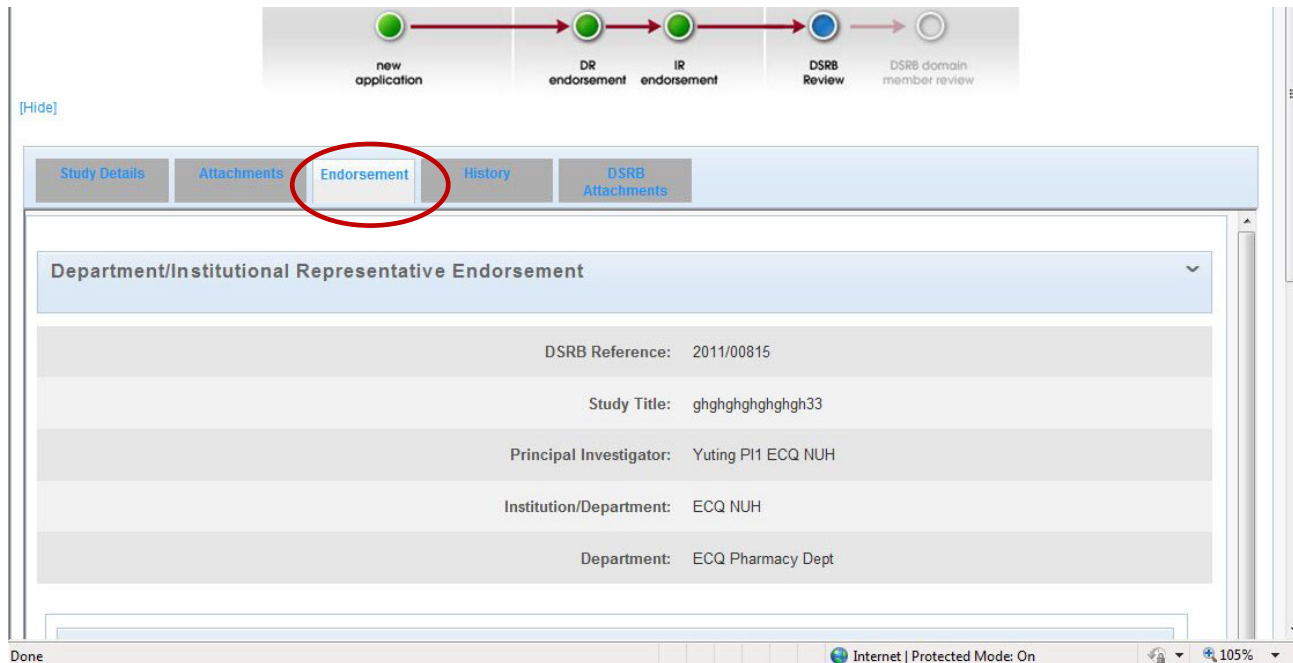 new
application
DR
endorsement
IR
endorsement
DSRB
Review
DSRB domain
member review
[Hide]
Study Details
Attachments
Endorsement
History
DSRB
Attachments
Department/Institutional Representative Endorsement
DSRB Reference: 2011/00815
Study Title: ghghghghghghgh33
Principal Investigator: Yuting PI1 ECQ NUH
Institution/Department: ECQ NUH
Department: ECQ Pharmacy Dept
Done
Internet | Protected Mode: On
105%